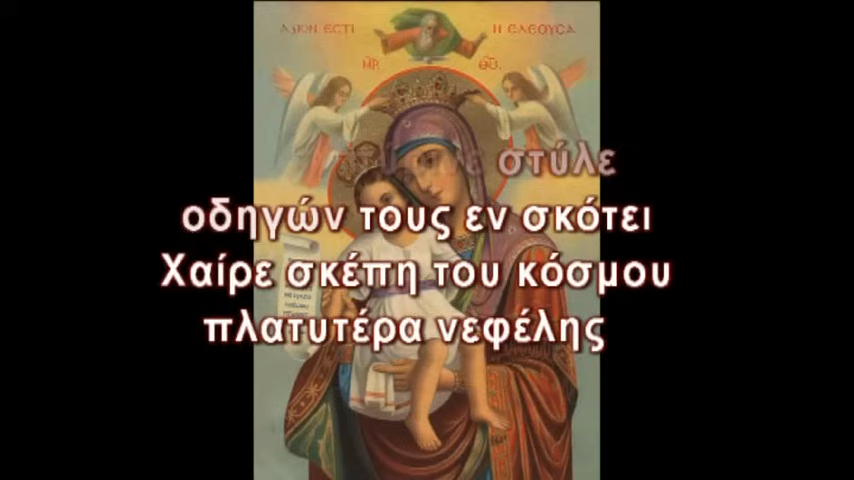 ΑΞΙΟΝ ΕΣΤΙ Η ΕΛΕΟΥΣΑ
ΜΡ ΘΥ
στύλε
οδηγών τους εν σκότει
Χαίρε σκέπη του κόσμου
πλατυτέρα νεφέλης